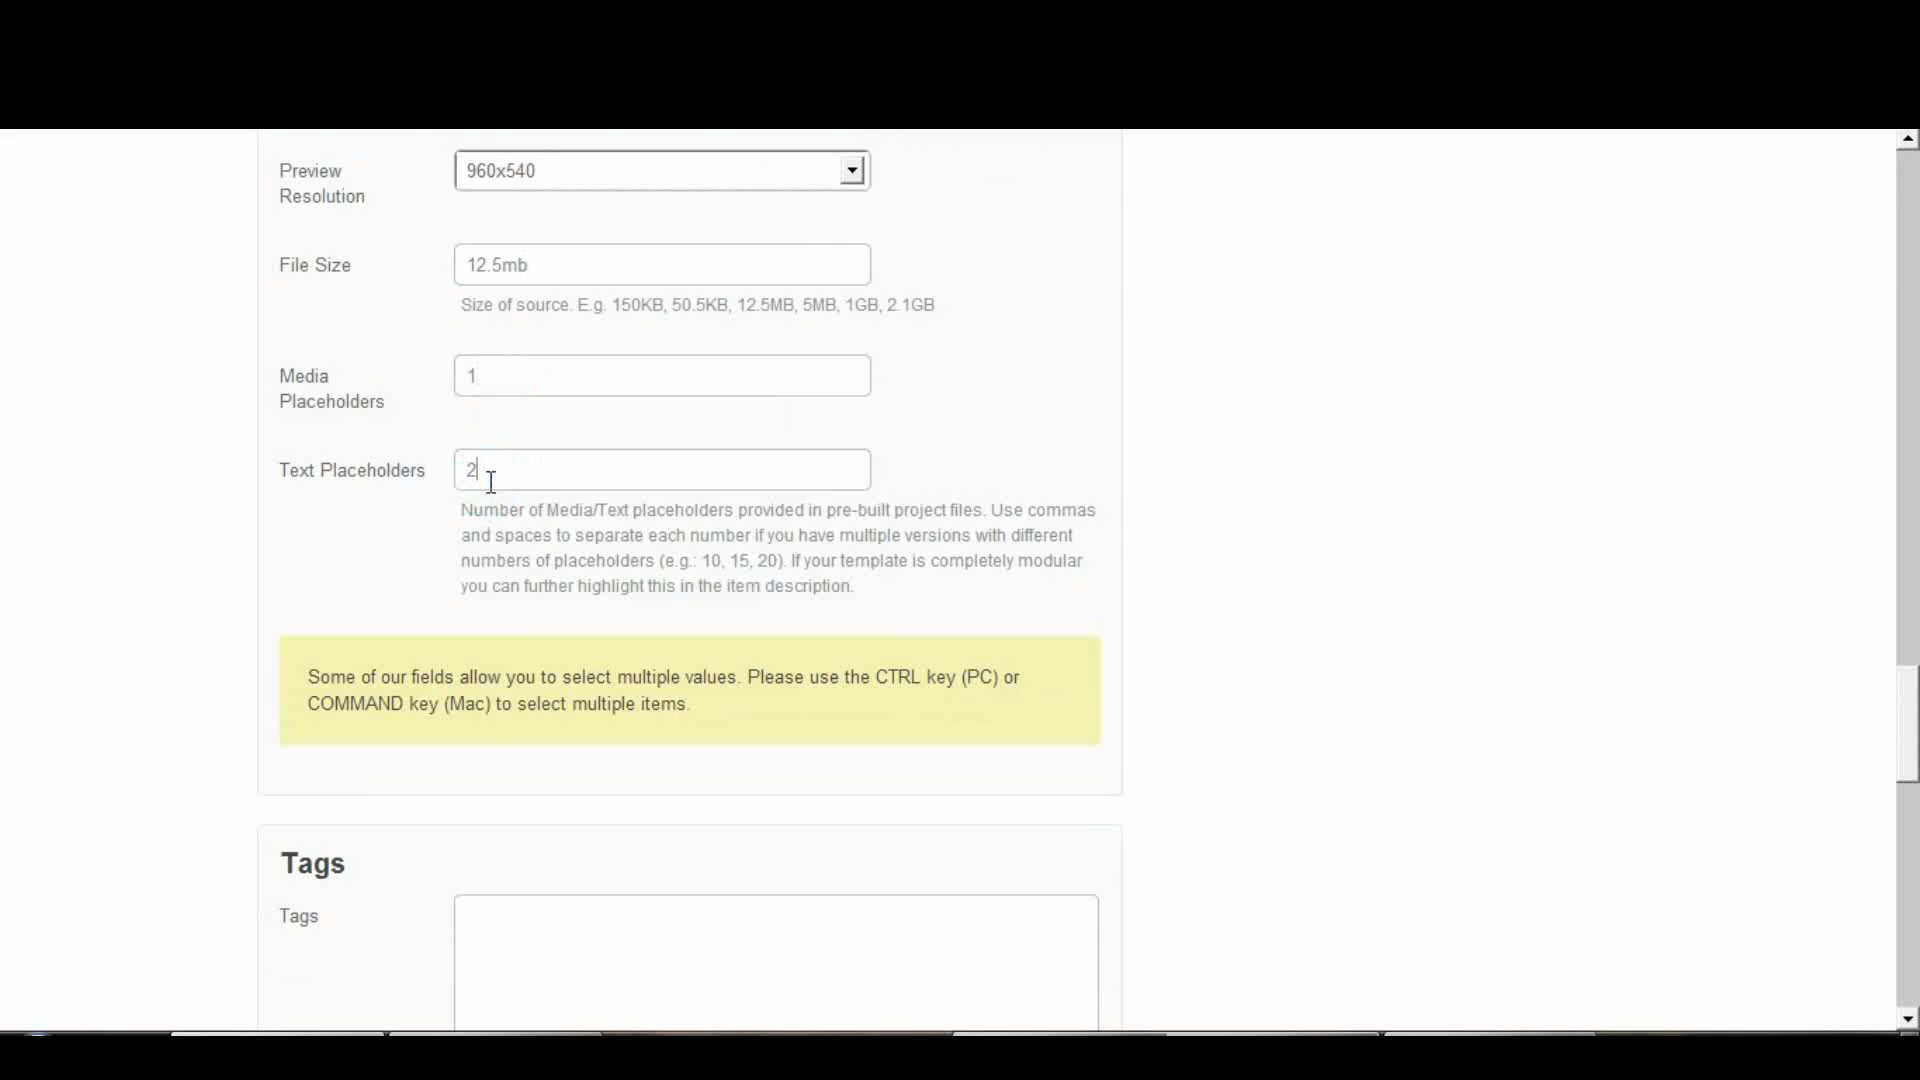 Preview
Resolution
960x540
File Size
12.5mb
Size of source. E.g. 150KB, 50.5KB, 12.5MB, 5MB, 1GB, 2.1GB
Media
Placeholders
1
Text Placeholders
2
Number of Media/Text placeholders provided in pre-built project files. Use commas
and spaces to separate each number if you have multiple versions with different
numbers of placeholders (e.g.: 10, 15, 20). If your template is completely modular
you can further highlight this in the item description.
Some of our fields allow you to select multiple values. Please use the CTRL key (PC) or
COMMAND key (Mac) to select multiple items.
Tags
Tags